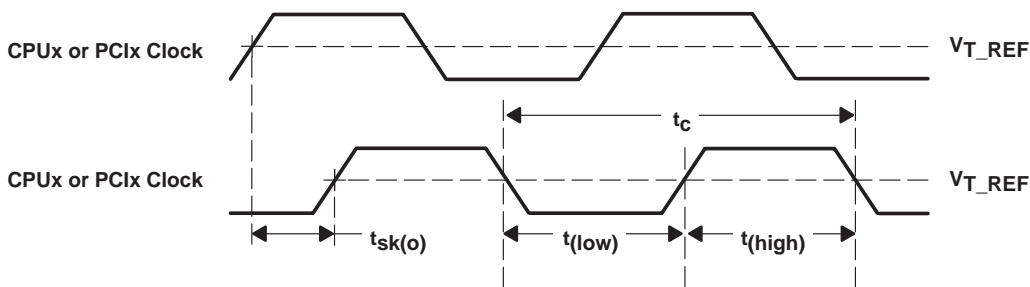 CPUx or PCIx Clock
VT_REF
tc
CPUx or PCIx Clock
VT_REF
tsk(o)
t(low)
t(high)